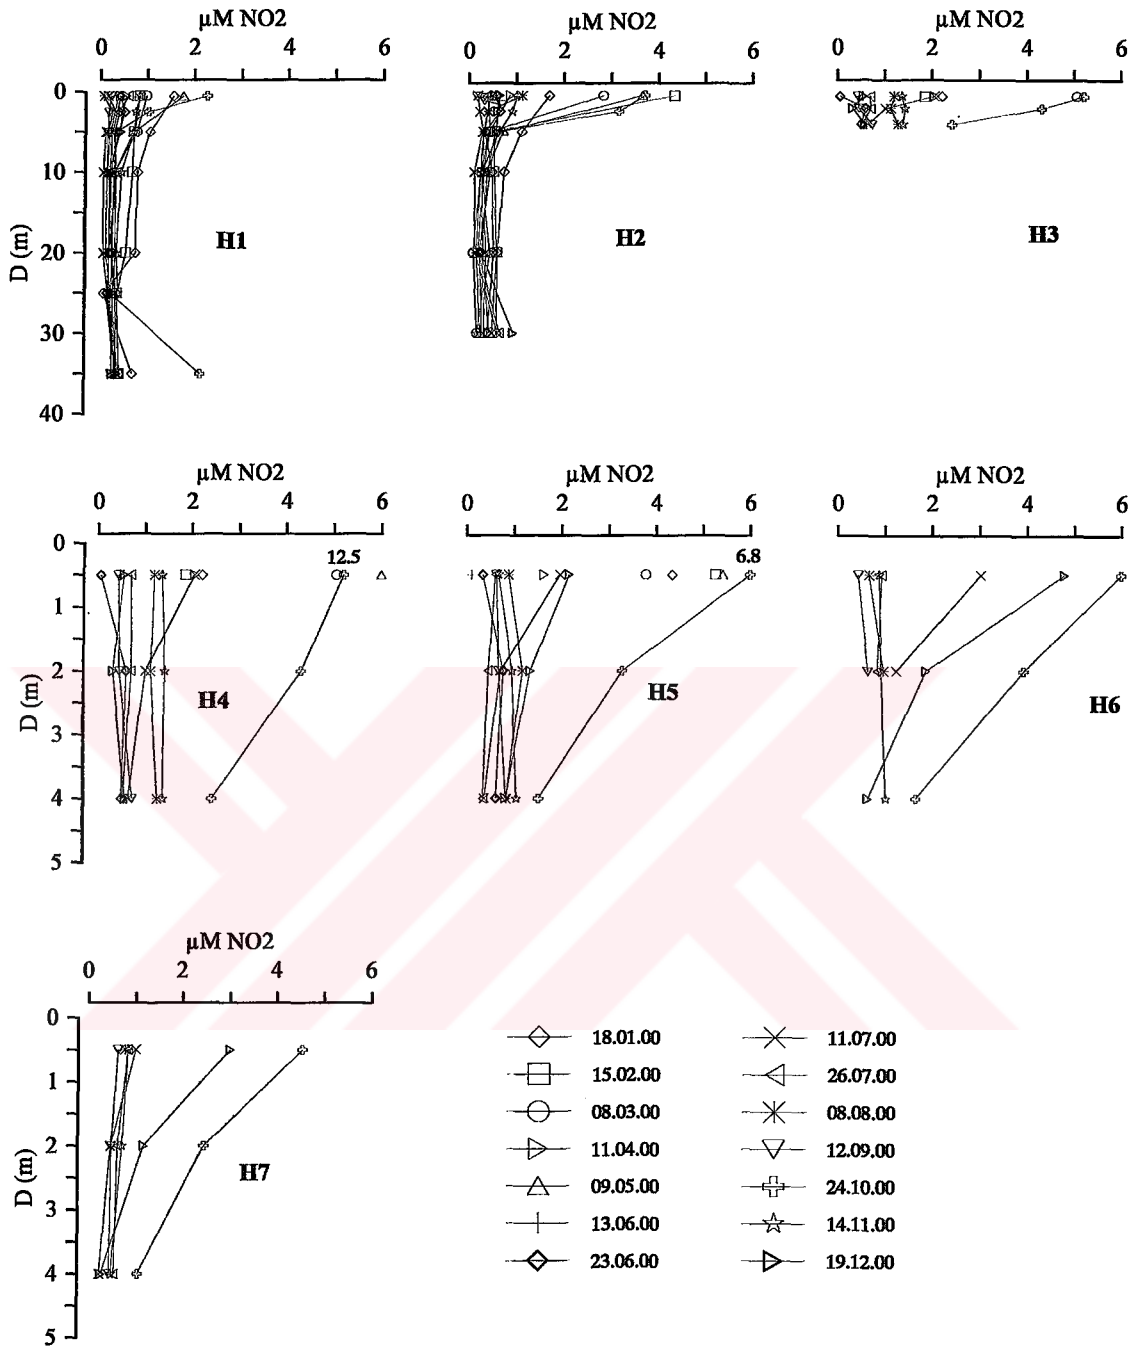 µM NO2 µM NO2 µM NO2
0 2 4 6 0 2 4 6 0 2 4 6
0
10
20
30
40
D (m)
H1 H2 H3
µM NO2 µM NO2 µM NO2
0 2 4 6 0 2 4 6 0 2 4 6
0
1
2
3
4
5
D (m)
12.5 6.8
H4 H5 H6
µM NO2
0 2 4 6
0
1
2
3
4
5
D (m)
H7
18.01.00 11.07.00
15.02.00 26.07.00
08.03.00 08.08.00
11.04.00 12.09.00
09.05.00 24.10.00
13.06.00 14.11.00
23.06.00 19.12.00